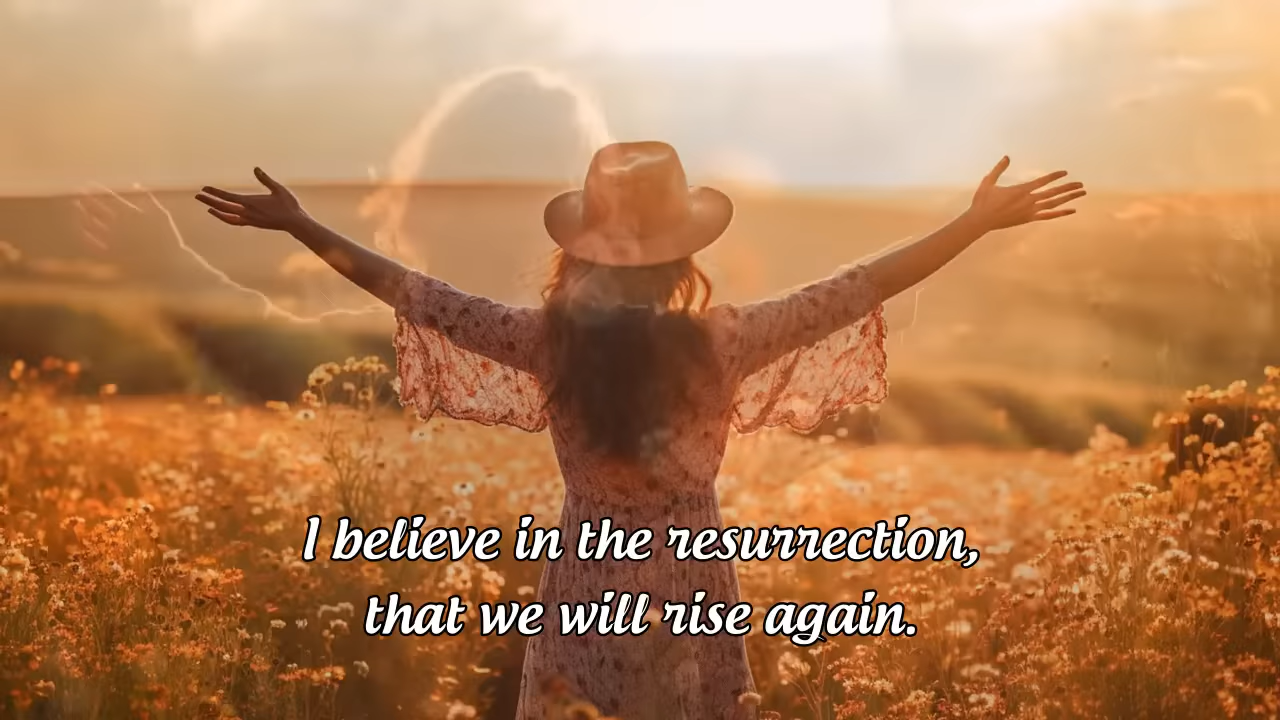 I believe in the resurrection,
that we will rise again.